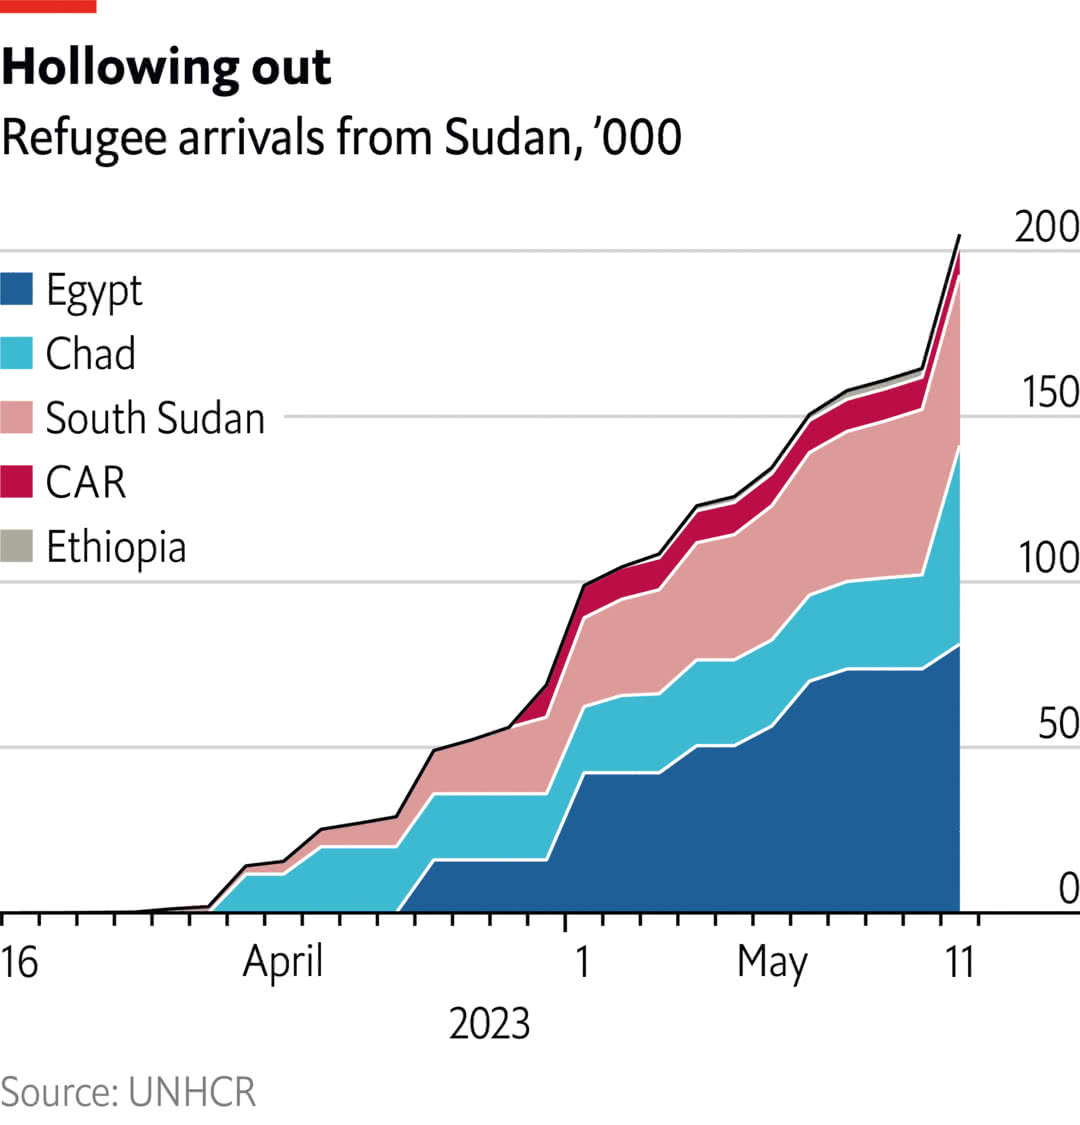 Hollowing out
Refugee arrivals from Sudan, ’000
200
Egypt
Chad
150
South Sudan
CAR
100
Ethiopia
50
0
16 April 1 May 11
2023
Source: UNHCR